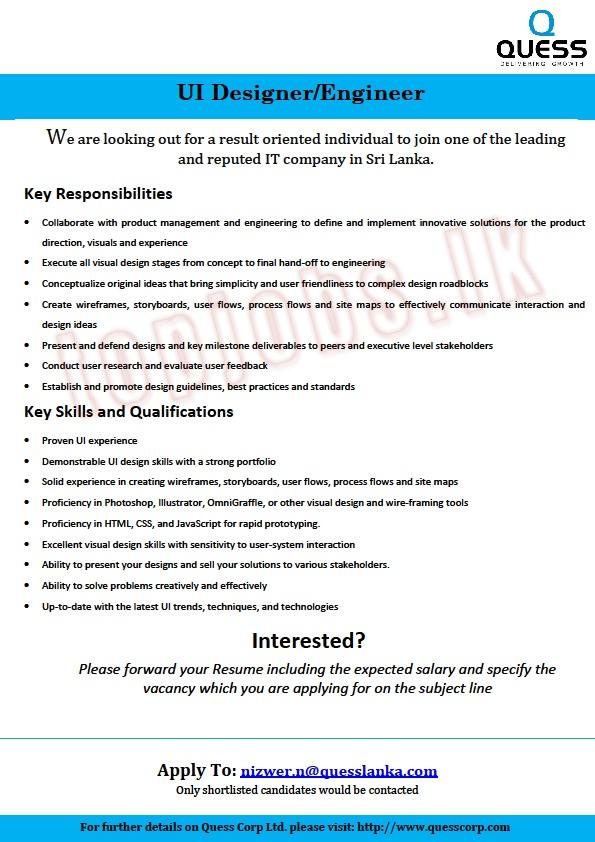 QUESS
DELIVERING GROWTH
UI Designer/Engineer
We are looking out for a result oriented individual to join one of the leading
and reputed IT company in Sri Lanka.
Key Responsibilities
• Collaborate with product management and engineering to define and implement innovative solutions for the product
direction, visuals and experience
• Execute all visual design stages from concept to final hand-off to engineering
• Conceptualize original ideas that bring simplicity and user friendliness to complex design roadblocks
• Create wireframes, storyboards, user flows, process flows and site maps to effectively communicate interaction and
design ideas
• Present and defend designs and key milestone deliverables to peers and executive level stakeholders
• Conduct user research and evaluate user feedback
• Establish and promote design guidelines, best practices and standards
topjobs.lk
Key Skills and Qualifications
• Proven UI experience
• Demonstrable UI design skills with a strong portfolio
• Solid experience in creating wireframes, storyboards, user flows, process flows and site maps
• Proficiency in Photoshop, Illustrator, OmniGraffle, or other visual design and wire-framing tools
• Proficiency in HTML, CSS, and JavaScript for rapid prototyping.
• Excellent visual design skills with sensitivity to user-system interaction
• Ability to present your designs and sell your solutions to various stakeholders.
• Ability to solve problems creatively and effectively
• Up-to-date with the latest UI trends, techniques, and technologies
Interested?
Please forward your Resume including the expected salary and specify the
vacancy which you are applying for on the subject line
Apply To: nizwer.n@quesslanka.com
Only shortlisted candidates would be contacted
For further details on Quess Corp Ltd. please visit: http://www.quesscorp.com